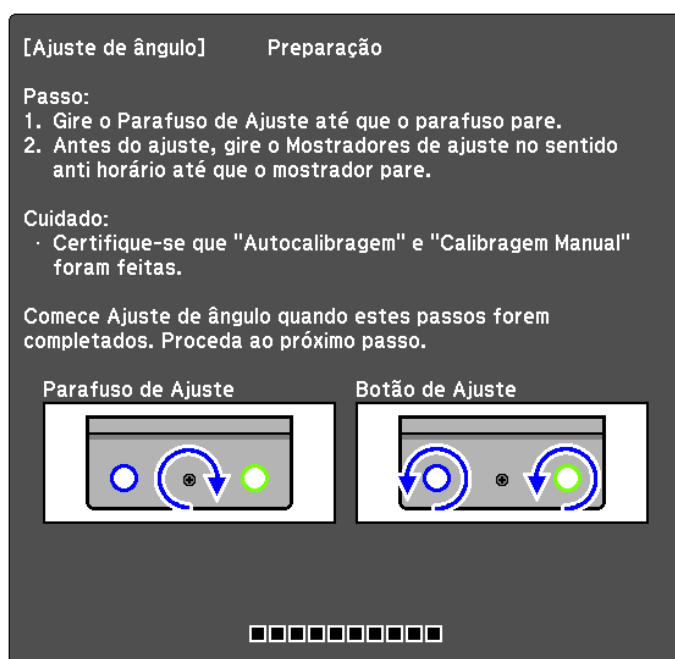 [Ajuste de ângulo] Preparação
Passo:
1. Gire o Parafuso de Ajuste até que o parafuso pare.
2. Antes do ajuste, gire o Mostradores de ajuste no sentido
anti horário até que o mostrador pare.
Cuidado:
· Certifique-se que "Autocalibragem" e "Calibragem Manual"
foram feitas.
Comece Ajuste de ângulo quando estes passos forem
completados. Proceda ao próximo passo.
Parafuso de Ajuste Botão de Ajuste